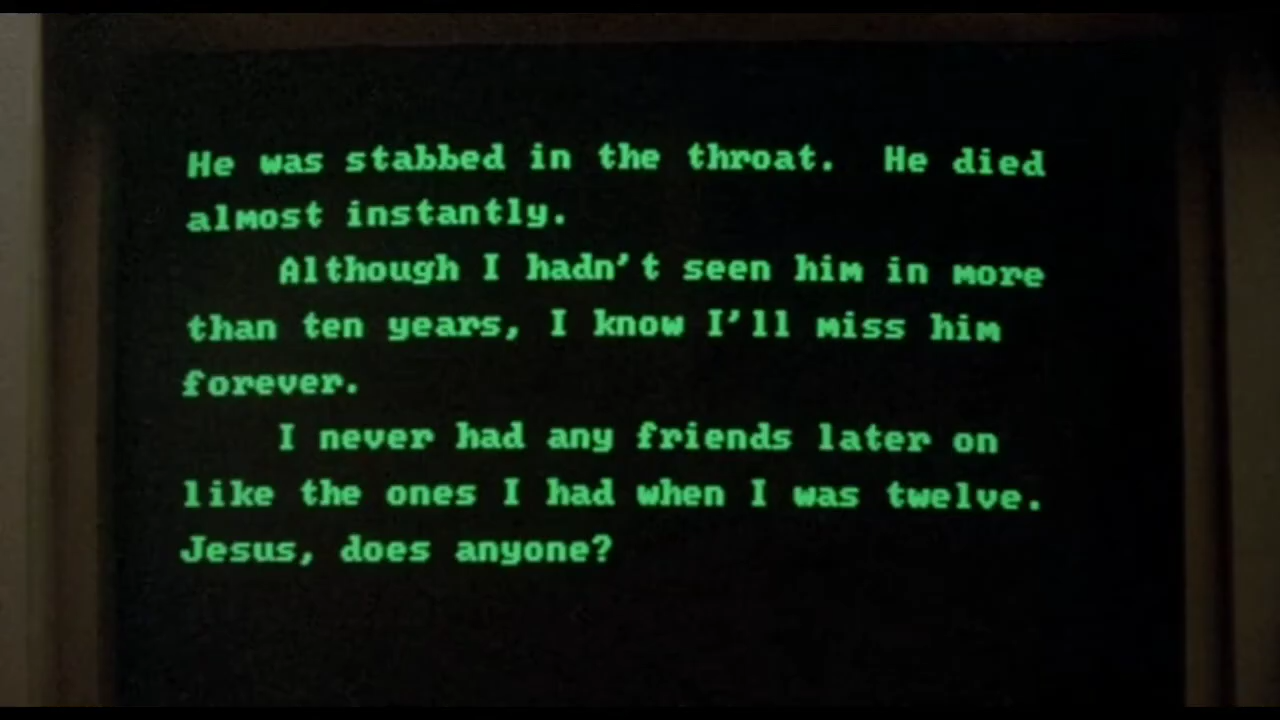 He was stabbed in the throat.  He died
almost instantly.
Although I hadn't seen him in more
than ten years, I know I'll miss him
forever.
I never had any friends later on
like the ones I had when I was twelve.
Jesus, does anyone?